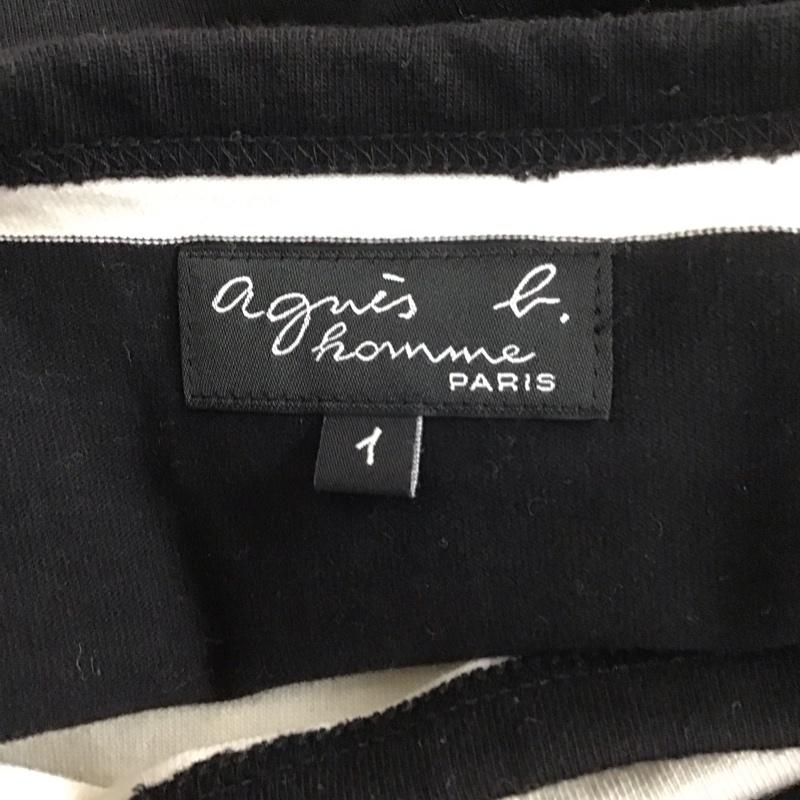 agnès b.
homme
PARIS
1